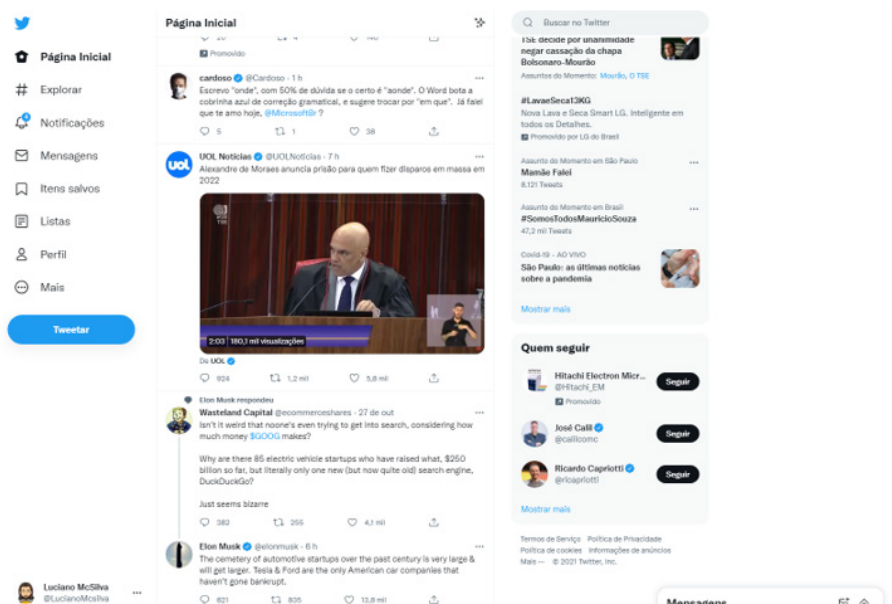 Página Inicial
Explorar
Notificações
Mensagens
Itens salvos
Listas
Perfil
Mais
Tweetar
Luciano McSilva
@LucianoMcsilva
Página Inicial
Promovido
cardoso @Cardoso · 1 h
Escrevo "onde", com 50% de dúvida se o certo é "aonde". O Word bota a
cobrinha azul de correção gramatical, e sugere trocar por "em que". Já falei
que te amo hoje, @MicrosoftBr ?
5 1 38
UOL Notícias @UOLNoticias · 7 h
Alexandre de Moraes anuncia prisão para quem fizer disparos em massa em
2022
2:03 180,1 mil visualizações
De UOL
924 1,2 mil 5,8 mil
Elon Musk respondeu
Wasteland Capital @ecommerceshares · 27 de out
Isn't it weird that noone's even trying to get into search, considering how
much money $GOOG makes?
Why are there 85 electric vehicle startups who have raised what, $250
billion so far, but literally only one new (but now quite old) search engine,
DuckDuckGo?
Just seems bizarre
382 255 4,1 mil
Elon Musk @elonmusk · 6 h
The cemetery of automotive startups over the past century is very large &
will get larger. Tesla & Ford are the only American car companies that
haven't gone bankrupt.
821 835 13,8 mil
Buscar no Twitter
TSE decide por unanimidade
negar cassação da chapa
Bolsonaro-Mourão
Assuntos do Momento: Mourão, O TSE
#LavaeSeca13KG
Nova Lava e Seca Smart LG. Inteligente em
todos os Detalhes.
Promovido por LG do Brasil
Assunto do Momento em São Paulo
Mamãe Falei
8.121 Tweets
Assunto do Momento em Brasil
#SomosTodosMauricioSouza
47,2 mil Tweets
Covid-19 · AO VIVO
São Paulo: as últimas notícias
sobre a pandemia
Mostrar mais
Quem seguir
Hitachi Electron Micr...
@Hitachi_EM
Promovido
Seguir
José Calil
@calilcomc
Seguir
Ricardo Capriotti
@ricapriotti
Seguir
Mostrar mais
Termos de Serviço Política de Privacidade
Política de cookies Informações de anúncios
Mais © 2021 Twitter, Inc.
Mensagens